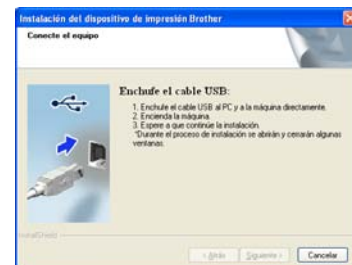 Instalación del dispositivo de impresión Brother
Conecte el equipo
Enchufe el cable USB:
1. Enchufe el cable USB al PC y a la máquina directamente.
2. Encienda la máquina.
3. Espere a que continúe la instalación.
*Durante el proceso de instalación se abrirán y cerrarán algunas
ventanas.
InstallShield
< Atrás
Siguiente >
Cancelar